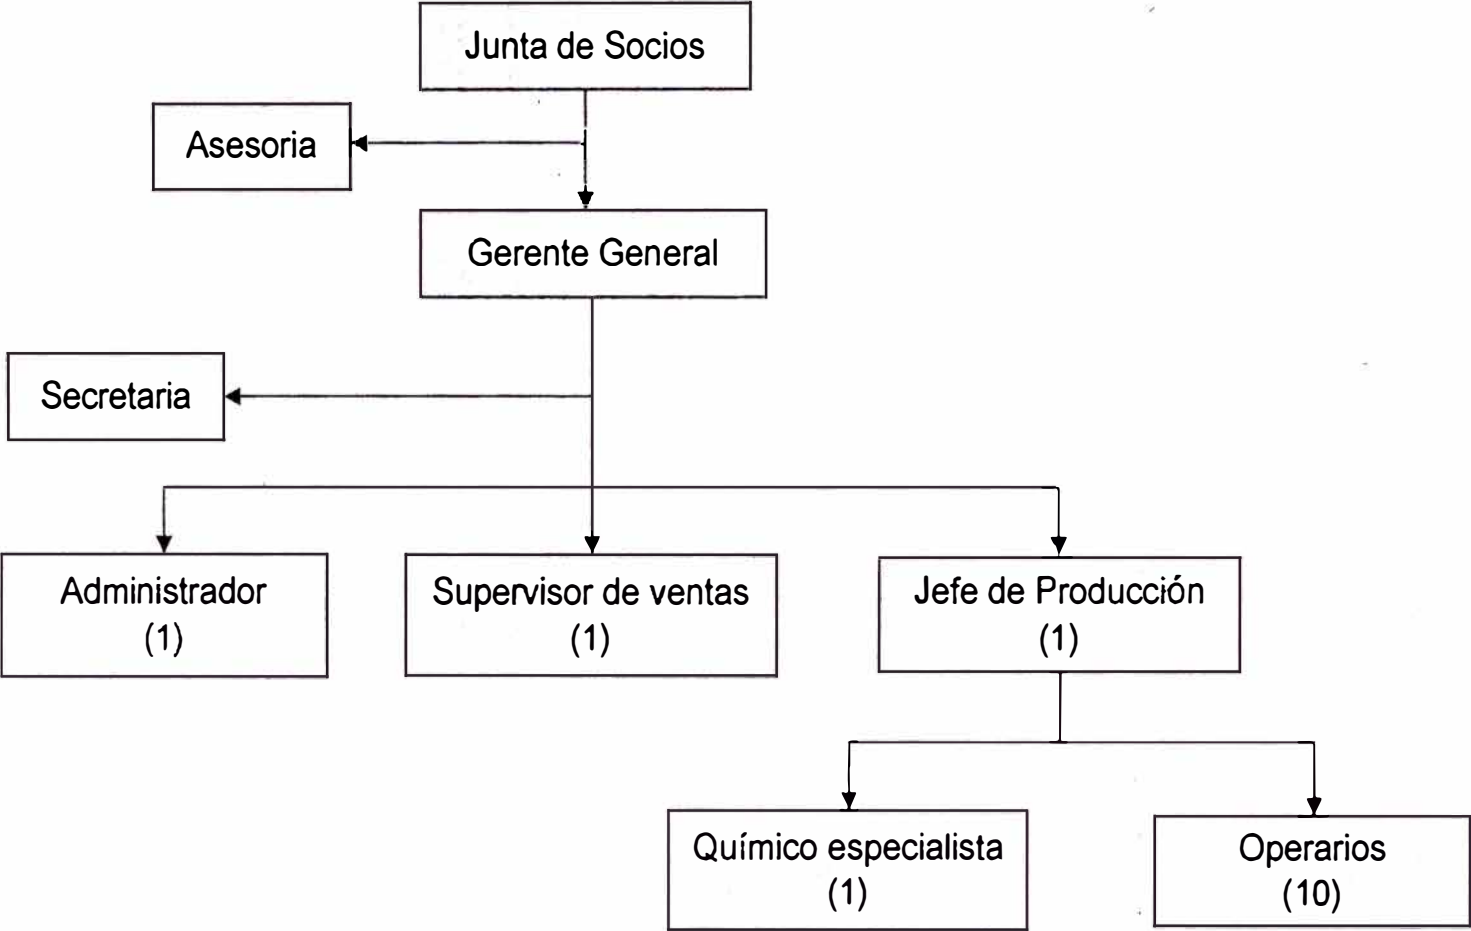 Junta de Socios
Asesoria
Gerente General
Secretaria
Administrador
(1)
Supervisor de ventas
(1)
Jefe de Producción
(1)
Químico especialista
(1)
Operarios
(10)